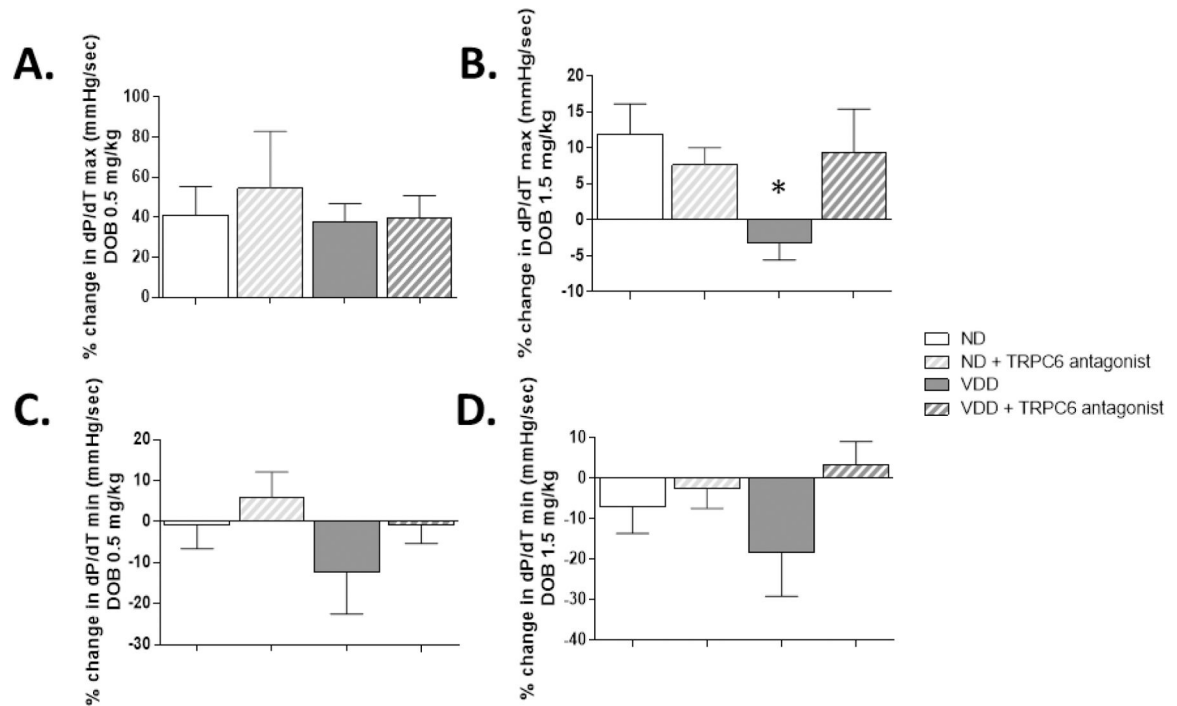 A.
% change in dP/dT max (mmHg/sec)
DOB 0.5 mg/kg
100
80
60
40
20
0
B.
% change in dP/dT max (mmHg/sec)
DOB 1.5 mg/kg
20
15
10
5
0
-5
-10
*
ND
ND + TRPC6 antagonist
VDD
VDD + TRPC6 antagonist
C.
% change in dP/dT min (mmHg/sec)
DOB 0.5 mg/kg
20
10
0
-10
-20
-30
D.
% change in dP/dT min (mmHg/sec)
DOB 1.5 mg/kg
10
0
-10
-20
-30
-40